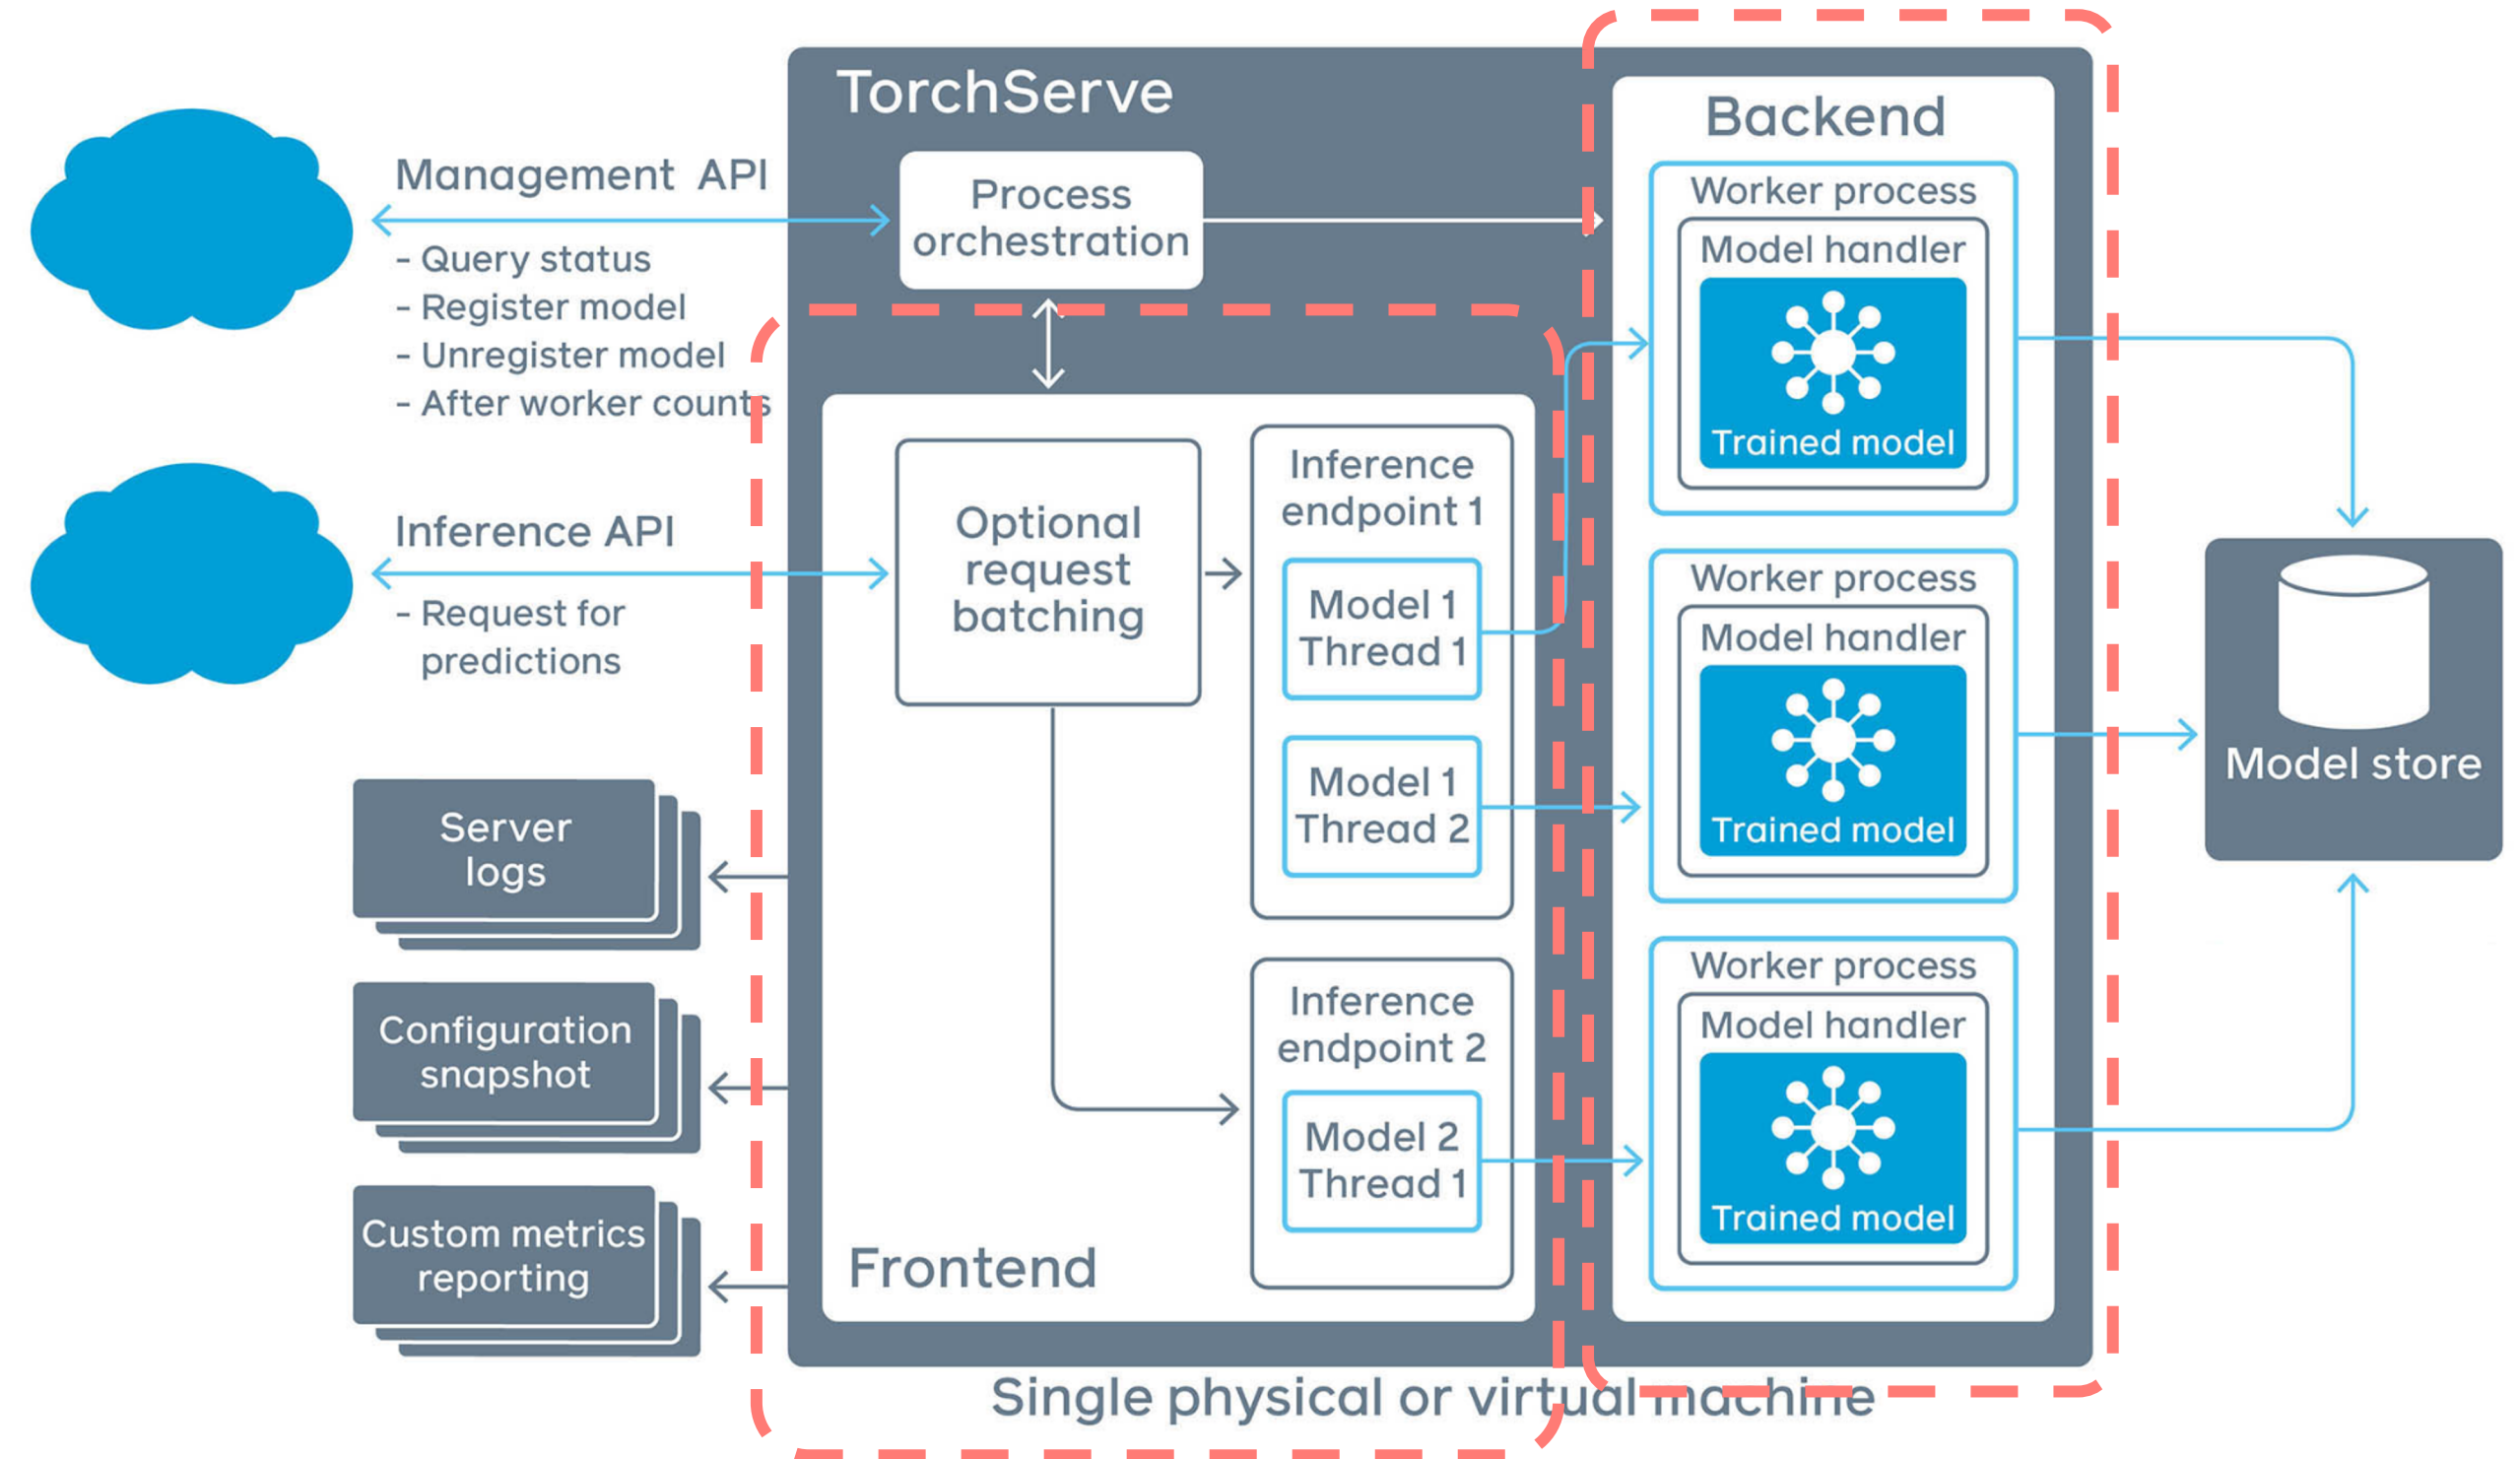 TorchServe
Backend
Management API
- Query status
- Register model
- Unregister model
- After worker counts
Process
orchestration
Inference API
- Request for
predictions
Optional
request
batching
Inference
endpoint 1
Model 1
Thread 1
Model 1
Thread 2
Inference
endpoint 2
Model 2
Thread 1
Frontend
Worker process
Model handler
Trained model
Worker process
Model handler
Trained model
Worker process
Model handler
Trained model
Model store
Server
logs
Configuration
snapshot
Custom metrics
reporting
Single physical or virtual machine